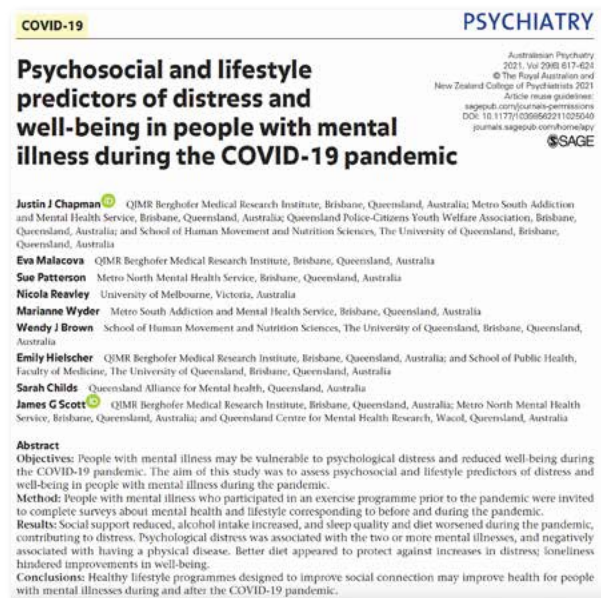 COVID-19
PSYCHIATRY
Psychosocial and lifestyle
predictors of distress and
well-being in people with mental
illness during the COVID-19 pandemic
Australasian Psychiatry
2021, Vol 29(6) 617–624
© The Royal Australian and
New Zealand College of Psychiatrists 2021
Article reuse guidelines:
sagepub.com/journals-permissions
DOI: 10.1177/10398562211025040
journals.sagepub.com/home/apy
SAGE
Justin J Chapman QIMR Berghofer Medical Research Institute, Brisbane, Queensland, Australia; Metro South Addiction
and Mental Health Service, Brisbane, Queensland, Australia; Queensland Police-Citizens Youth Welfare Association, Brisbane,
Queensland, Australia; and School of Human Movement and Nutrition Sciences, The University of Queensland, Brisbane,
Queensland, Australia
Eva Malacova QIMR Berghofer Medical Research Institute, Brisbane, Queensland, Australia
Sue Patterson Metro North Mental Health Service, Brisbane, Queensland, Australia
Nicola Reavley University of Melbourne, Victoria, Australia
Marianne Wyder Metro South Addiction and Mental Health Service, Brisbane, Queensland, Australia
Wendy J Brown School of Human Movement and Nutrition Sciences, The University of Queensland, Brisbane, Queensland,
Australia
Emily Hielscher QIMR Berghofer Medical Research Institute, Brisbane, Queensland, Australia; and School of Public Health,
Faculty of Medicine, The University of Queensland, Brisbane, Queensland, Australia
Sarah Childs Queensland Alliance for Mental health, Queensland, Australia
James G Scott QIMR Berghofer Medical Research Institute, Brisbane, Queensland, Australia; Metro North Mental Health
Service, Brisbane, Queensland, Australia; and Queensland Centre for Mental Health Research, Wacol, Queensland, Australia
Abstract
Objectives: People with mental illness may be vulnerable to psychological distress and reduced well-being during
the COVID-19 pandemic. The aim of this study was to assess psychosocial and lifestyle predictors of distress and
well-being in people with mental illness during the pandemic.
Method: People with mental illness who participated in an exercise programme prior to the pandemic were invited
to complete surveys about mental health and lifestyle corresponding to before and during the pandemic.
Results: Social support reduced, alcohol intake increased, and sleep quality and diet worsened during the pandemic,
contributing to distress. Psychological distress was associated with the two or more mental illnesses, and negatively
associated with having a physical disease. Better diet appeared to protect against increases in distress; loneliness
hindered improvements in well-being.
Conclusions: Healthy lifestyle programmes designed to improve social connection may improve health for people
with mental illnesses during and after the COVID-19 pandemic.